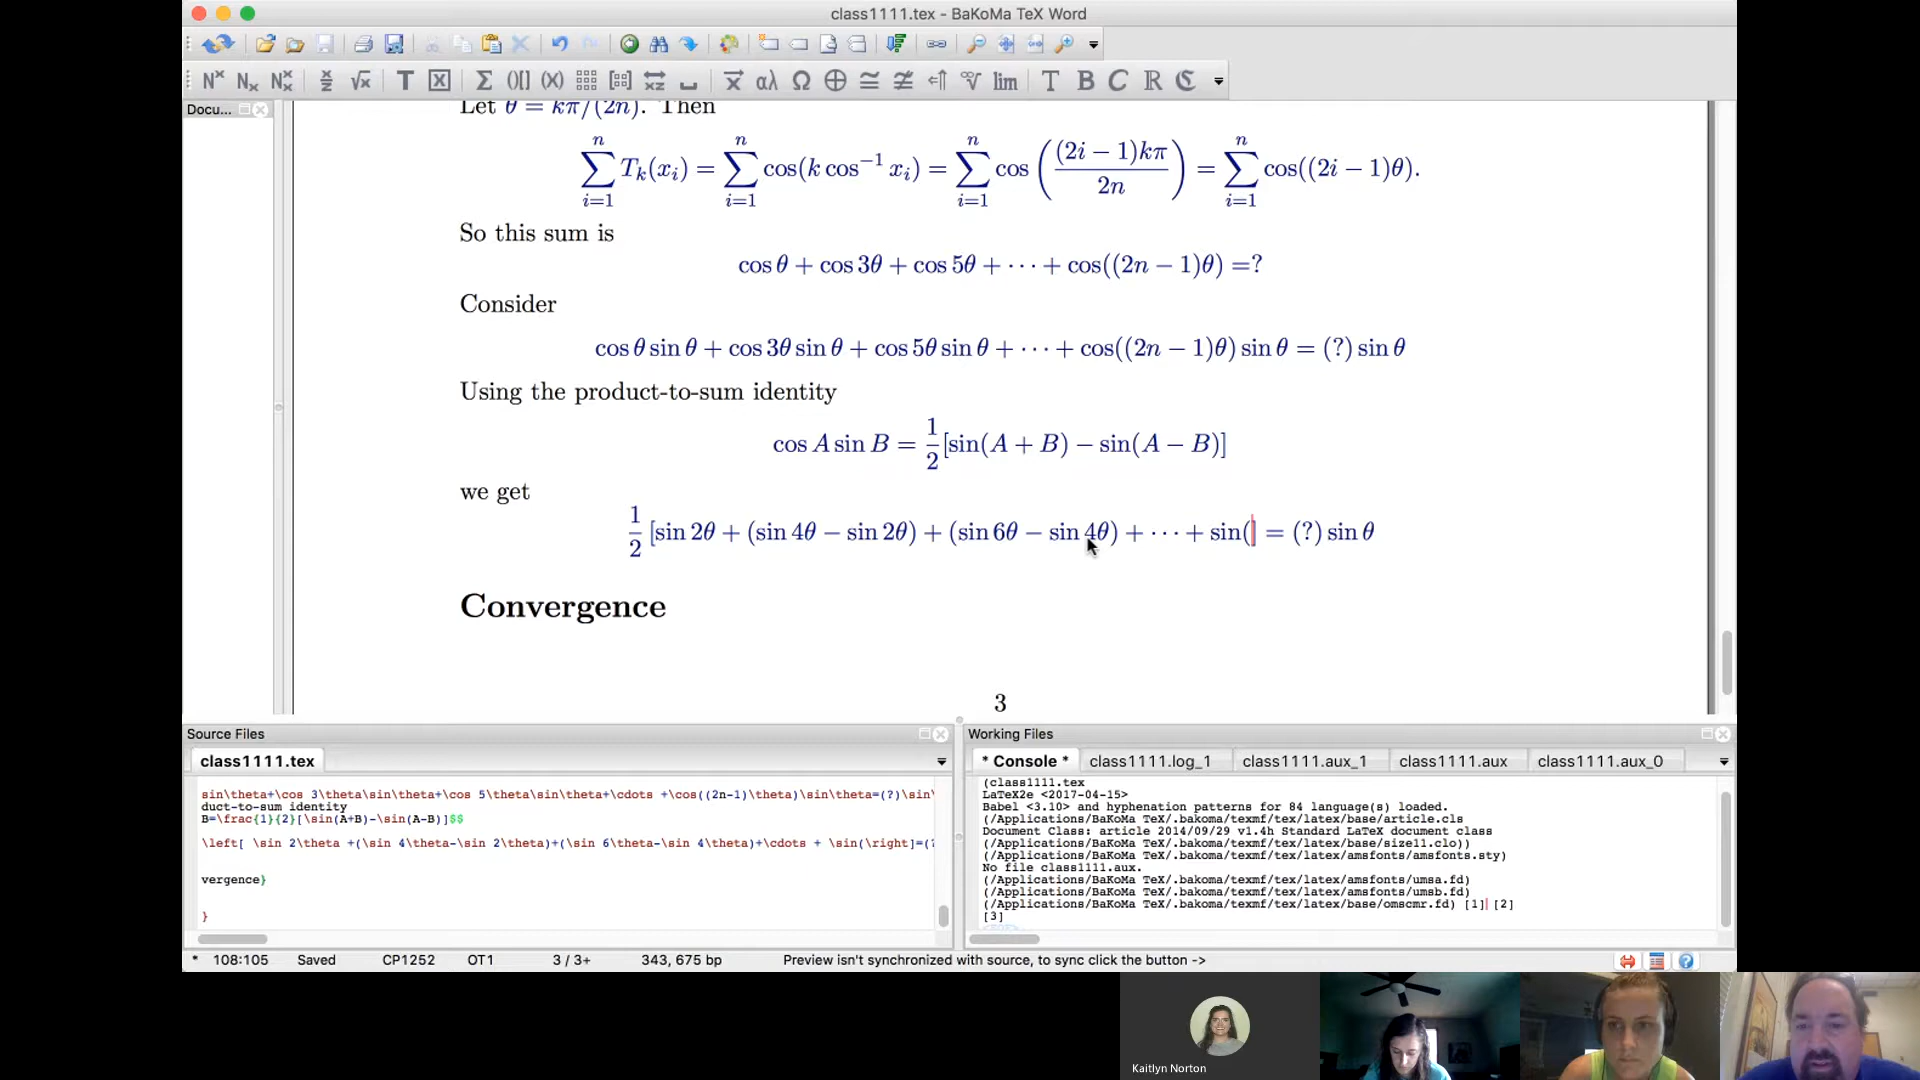 class1111.tex - BaKoMa TeX Word
Docu...
Let θ = kπ/(2n). Then
∑_{i=1}^{n} T_k(x_i) = ∑_{i=1}^{n} cos(k cos⁻¹ x_i) = ∑_{i=1}^{n} cos((2i − 1)kπ / 2n) = ∑_{i=1}^{n} cos((2i − 1)θ).
So this sum is
cos θ + cos 3θ + cos 5θ + ··· + cos((2n − 1)θ) =?
Consider
cos θ sin θ + cos 3θ sin θ + cos 5θ sin θ + ··· + cos((2n − 1)θ) sin θ = (?) sin θ
Using the product-to-sum identity
cos A sin B = 1/2 [sin(A + B) − sin(A − B)]
we get
1/2 [sin 2θ + (sin 4θ − sin 2θ) + (sin 6θ − sin 4θ) + ··· + sin(] = (?) sin θ
Convergence
3
Source Files
class1111.tex
sin\theta+\cos 3\theta\sin\theta+\cos 5\theta\sin\theta+\cdots +\cos((2n-1)\theta)\sin\theta=(?)\sin\
duct-to-sum identity
B=\frac{1}{2}[\sin(A+B)-\sin(A-B)]$$
\left[ \sin 2\theta +(\sin 4\theta-\sin 2\theta)+(\sin 6\theta-\sin 4\theta)+\cdots + \sin(\right]=(?
vergence}
}
Working Files
* Console * class1111.log_1 class1111.aux_1 class1111.aux class1111.aux_0
(class1111.tex
LaTeX2e <2017-04-15>
Babel <3.10> and hyphenation patterns for 84 language(s) loaded.
(/Applications/BaKoMa TeX/.bakoma/texmf/tex/latex/base/article.cls
Document Class: article 2014/09/29 v1.4h Standard LaTeX document class
(/Applications/BaKoMa TeX/.bakoma/texmf/tex/latex/base/size11.clo))
(/Applications/BaKoMa TeX/.bakoma/texmf/tex/latex/amsfonts/amsfonts.sty)
No file class1111.aux.
(/Applications/BaKoMa TeX/.bakoma/texmf/tex/latex/amsfonts/umsa.fd)
(/Applications/BaKoMa TeX/.bakoma/texmf/tex/latex/amsfonts/umsb.fd)
(/Applications/BaKoMa TeX/.bakoma/texmf/tex/latex/base/omscmr.fd) [1] [2]
[3]
* 108:105 Saved CP1252 OT1 3 / 3+ 343, 675 bp Preview isn't synchronized with source, to sync click the button ->
Kaitlyn Norton